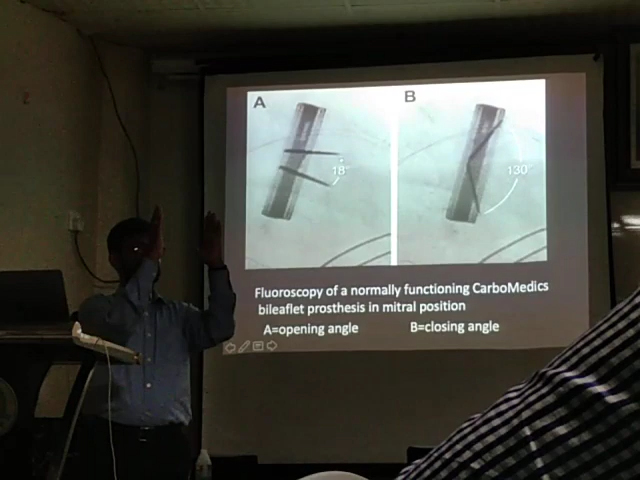 A
B
18
130
Fluoroscopy of a normally functioning CarboMedics
bileaflet prosthesis in mitral position
A=opening angle B=closing angle